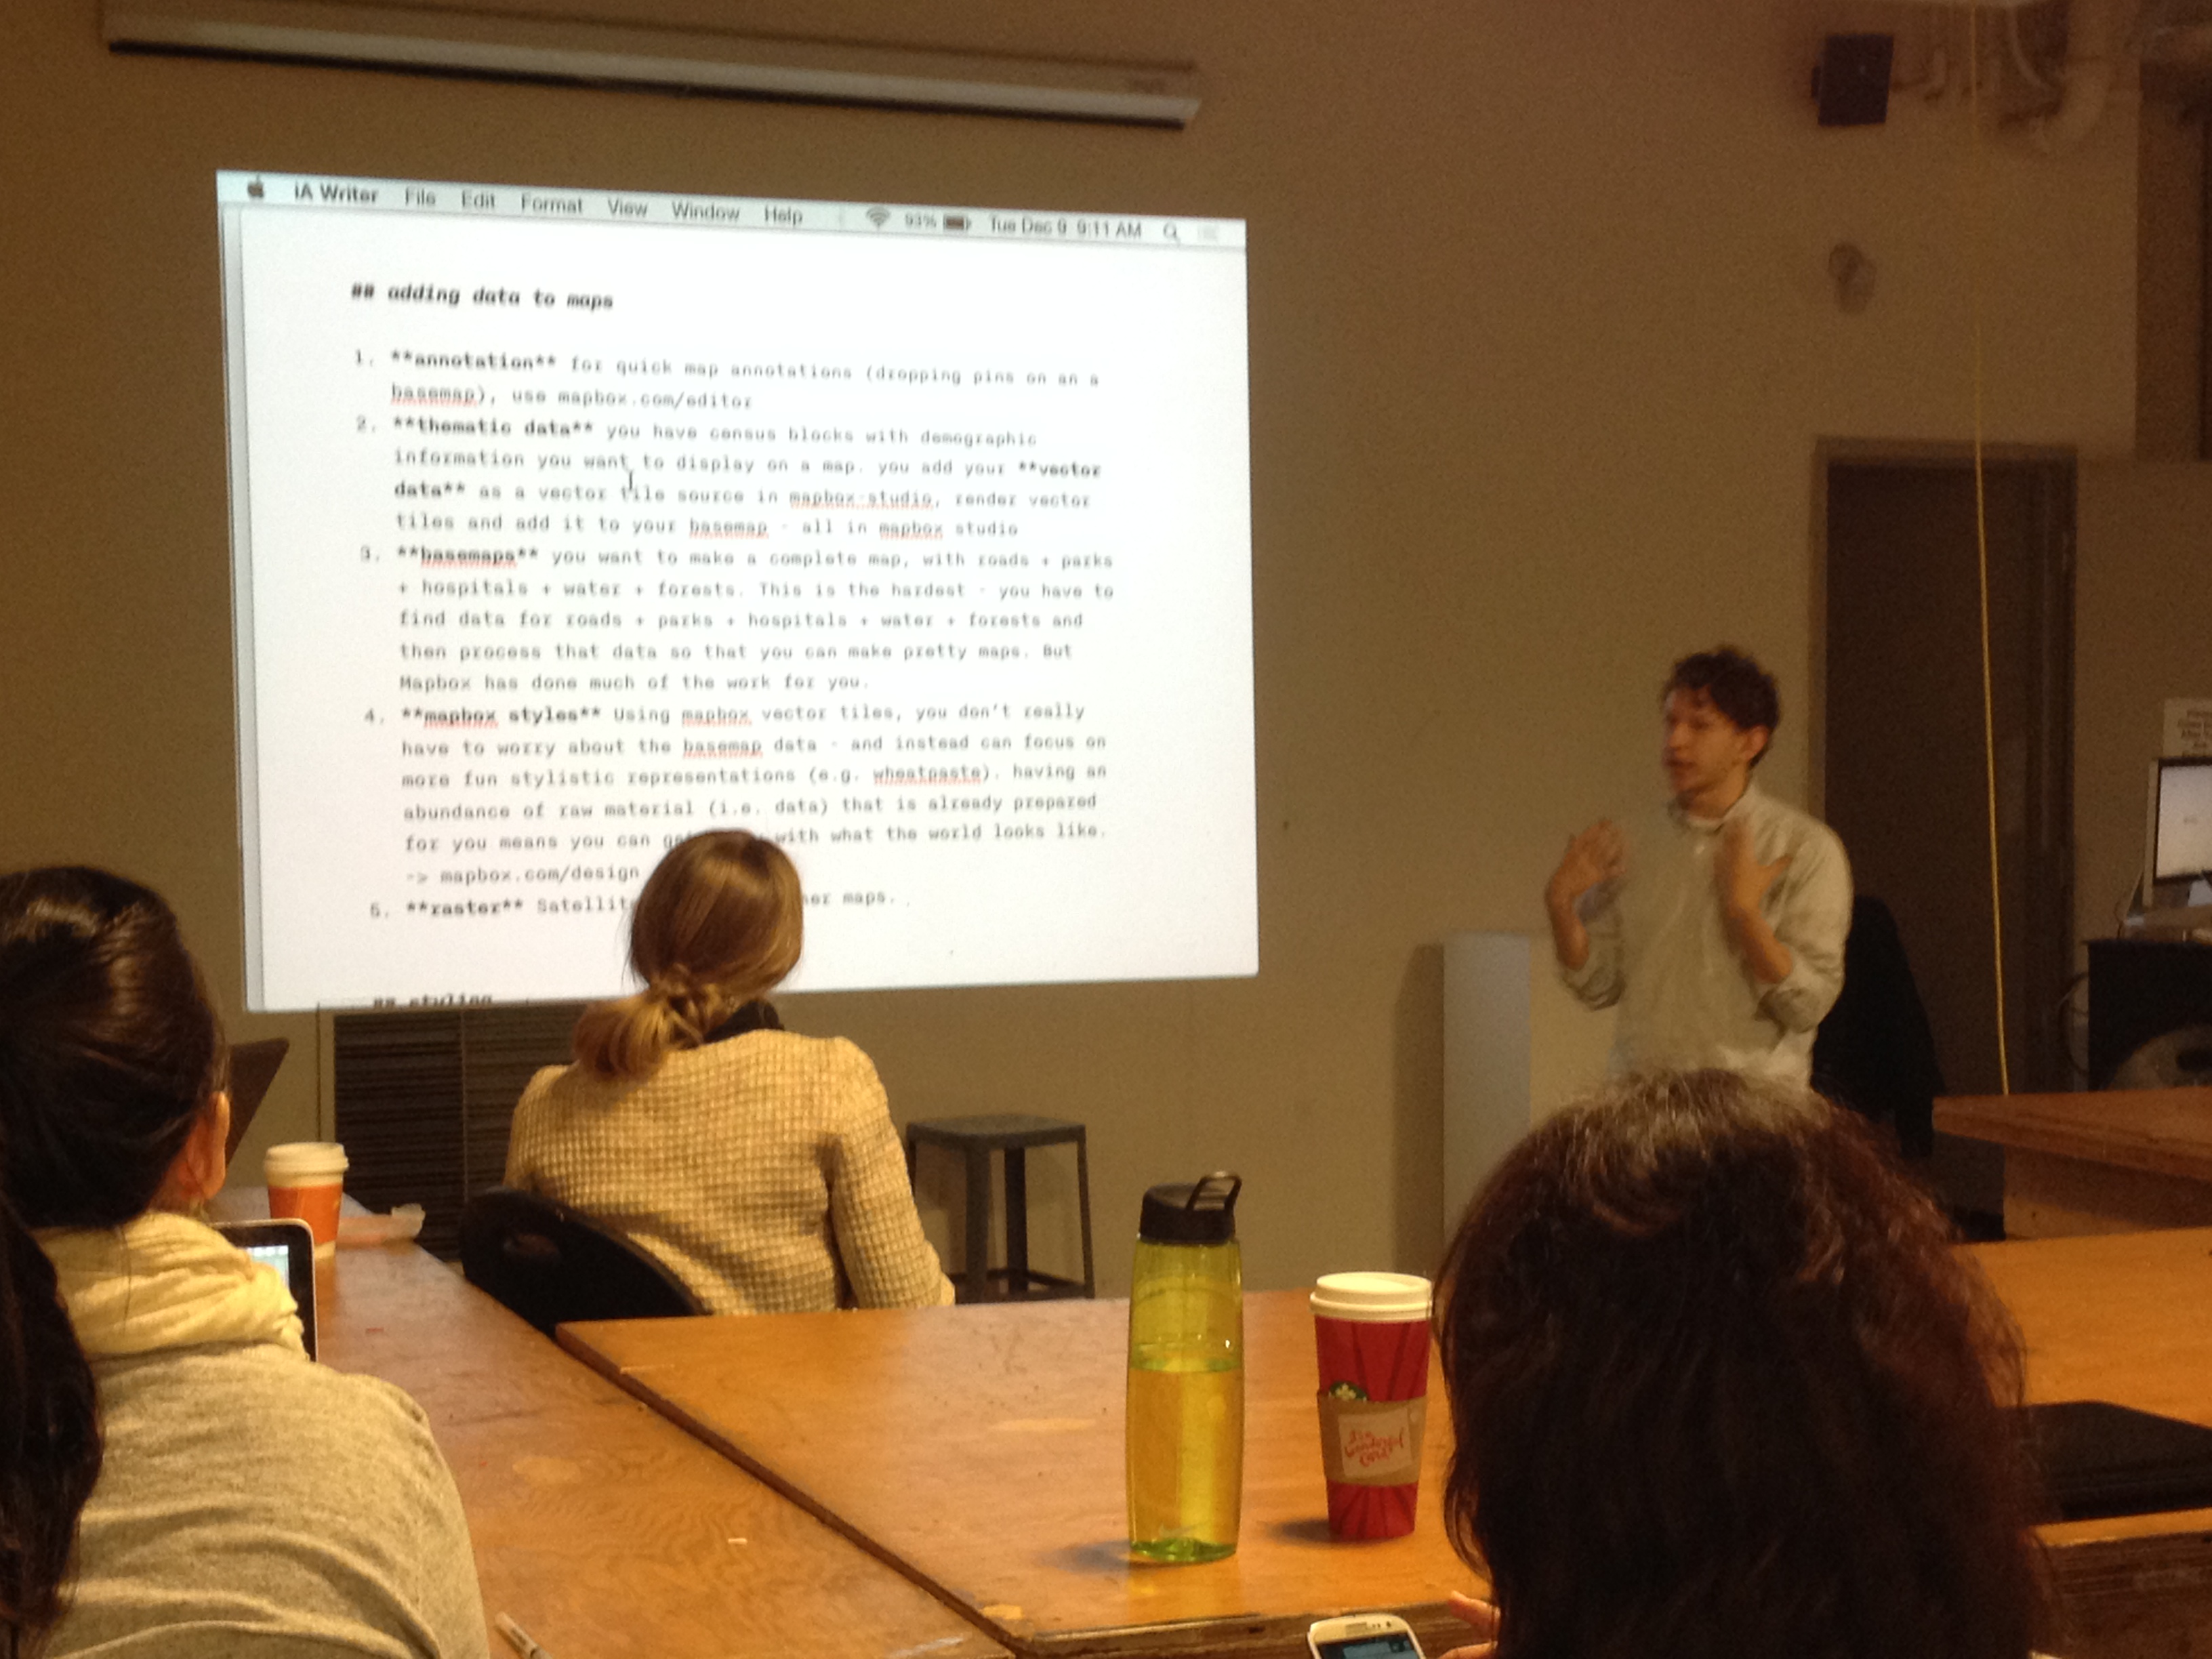 iA Writer File Edit Format View Window Help 93% Tue Dec 9 9:11 AM
## adding data to maps
1. **annotation** for quick map annotations (dropping pins on an a
basemap), use mapbox.com/editor
2. **thematic data** you have census blocks with demographic
information you want to display on a map. you add your **vector
data** as a vector tile source in mapbox-studio, render vector
tiles and add it to your basemap - all in mapbox studio
3. **basemaps** you want to make a complete map, with roads + parks
+ hospitals + water + forests. This is the hardest - you have to
find data for roads + parks + hospitals + water + forests and
then process that data so that you can make pretty maps. But
Mapbox has done much of the work for you.
4. **mapbox styles** Using mapbox vector tiles, you don't really
have to worry about the basemap data - and instead can focus on
more fun stylistic representations (e.g. wheatpaste). having an
abundance of raw material (i.e. data) that is already prepared
for you means you can with what the world looks like.
-> mapbox.com/design
5. **raster** maps.
## styling